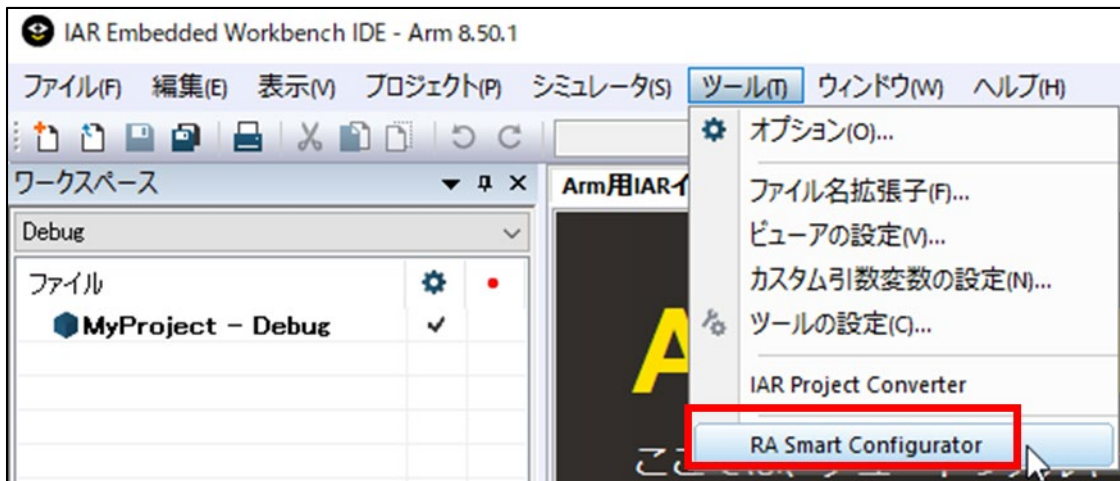 IAR Embedded Workbench IDE - Arm 8.50.1
ファイル(F) 編集(E) 表示(V) プロジェクト(P) シミュレータ(S) ツール(T) ウィンドウ(W) ヘルプ(H)
オプション(O)...
ワークスペース
Arm用IARイ
ファイル名拡張子(F)...
Debug
ビューアの設定(V)...
ファイル
カスタム引数変数の設定(N)...
MyProject - Debug
ツールの設定(C)...
A
IAR Project Converter
RA Smart Configurator